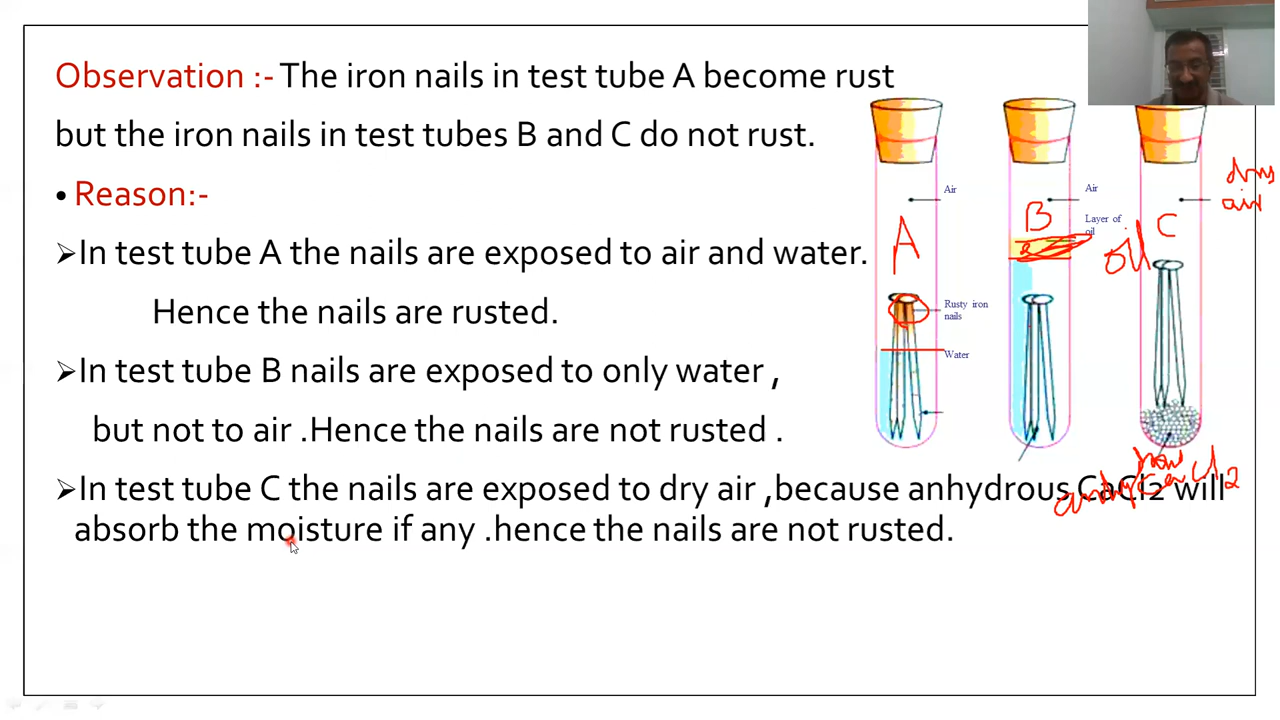 Observation :- The iron nails in test tube A become rust
but the iron nails in test tubes B and C do not rust.
• Reason:-
➢In test tube A the nails are exposed to air and water.
Hence the nails are rusted.
➢In test tube B nails are exposed to only water ,
but not to air .Hence the nails are not rusted .
➢In test tube C the nails are exposed to dry air ,because anhydrous CaCl2 will
absorb the moisture if any .hence the nails are not rusted.
Air
A
Rusty iron
nails
Water
Air
B
Layer of
oil
oil
dry
air
C
anhydrous CaCl2